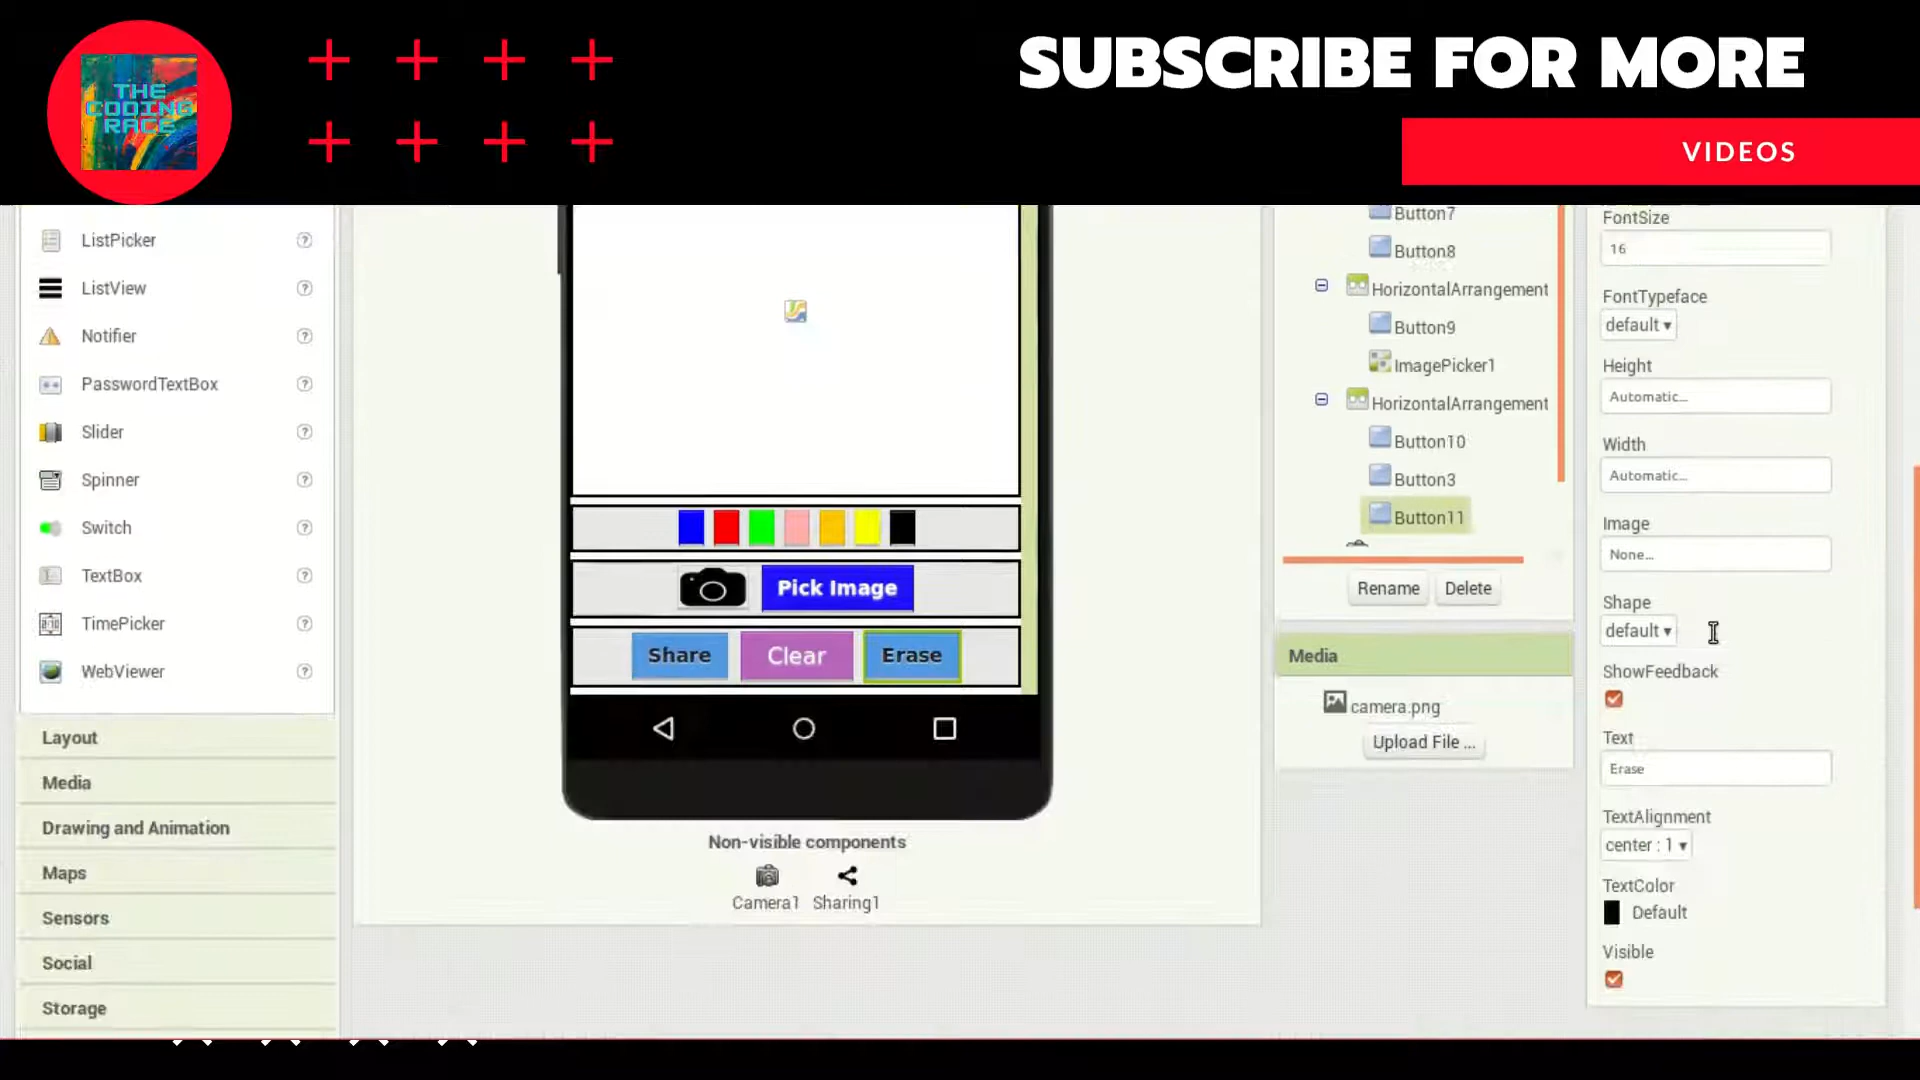 THE
CODING
RACE
SUBSCRIBE FOR MORE
VIDEOS
ListPicker
ListView
Notifier
PasswordTextBox
Slider
Spinner
Switch
TextBox
TimePicker
WebViewer
Layout
Media
Drawing and Animation
Maps
Sensors
Social
Storage
Pick Image
Share
Clear
Erase
Non-visible components
Camera1
Sharing1
Button7
Button8
HorizontalArrangement
Button9
ImagePicker1
HorizontalArrangement
Button10
Button3
Button11
Rename
Delete
Media
camera.png
Upload File ...
FontSize
16
FontTypeface
default
Height
Automatic...
Width
Automatic...
Image
None...
Shape
default
ShowFeedback
Text
Erase
TextAlignment
center : 1
TextColor
Default
Visible